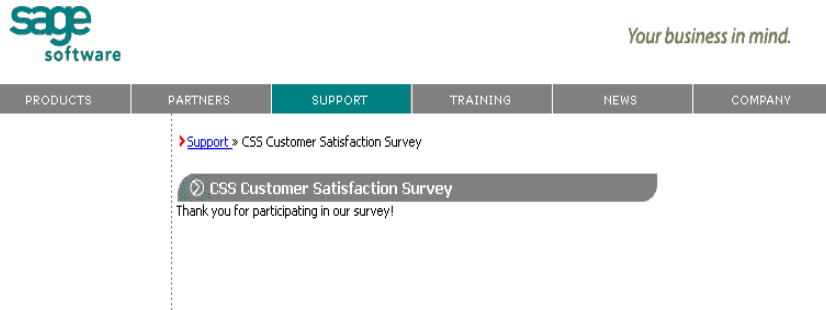 sage
software
Your business in mind.
PRODUCTS PARTNERS SUPPORT TRAINING NEWS COMPANY
Support » CSS Customer Satisfaction Survey
CSS Customer Satisfaction Survey
Thank you for participating in our survey!